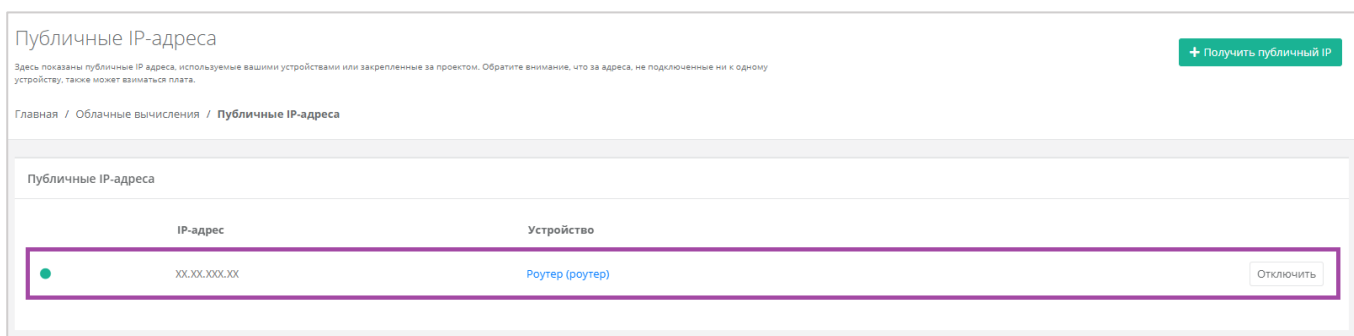 Публичные IP-адреса
+ Получить публичный IP
Здесь показаны публичные IP адреса, используемые вашими устройствами или закрепленные за проектом. Обратите внимание, что за адреса, не подключенные ни к одному
устройству, также может взиматься плата.
Главная / Облачные вычисления / Публичные IP-адреса
Публичные IP-адреса
IP-адрес Устройство
XX.XX.XXX.XX Роутер (роутер) Отключить